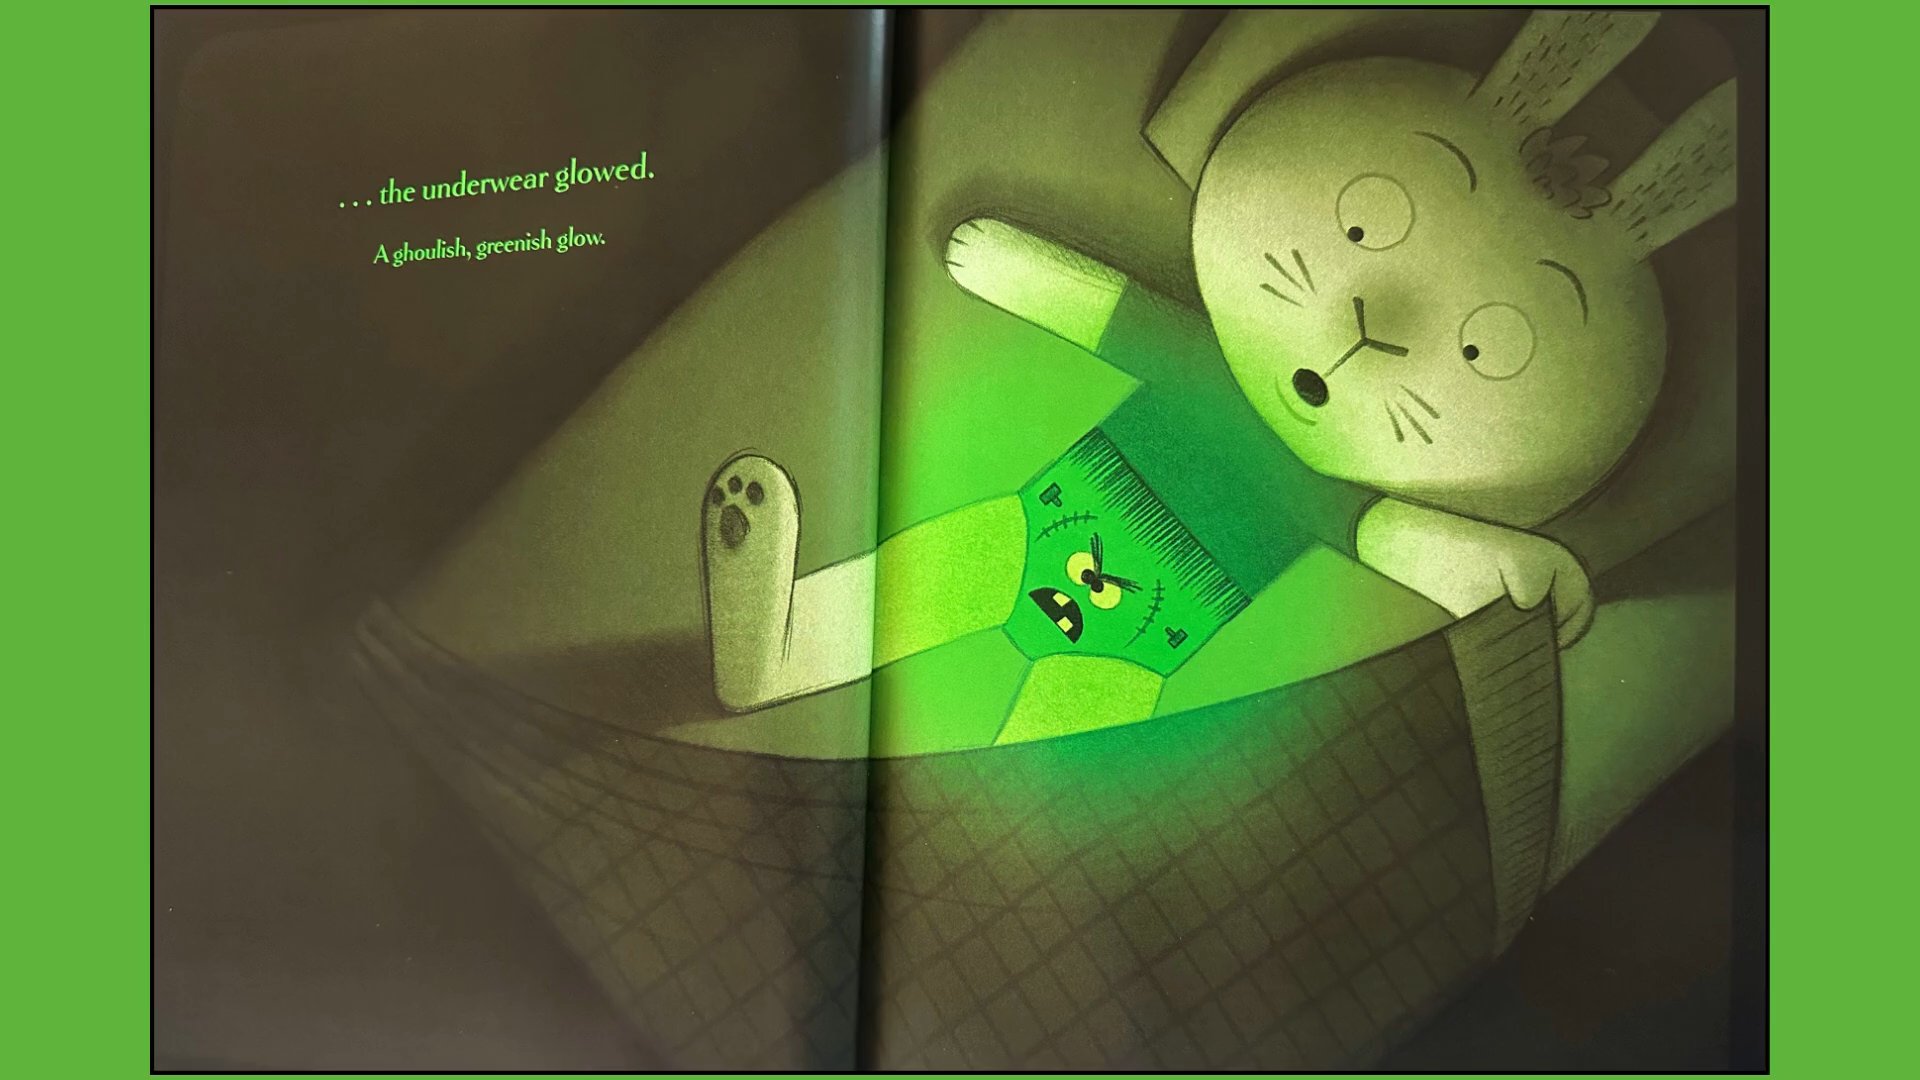 . . . the underwear glowed.
A ghoulish, greenish glow.